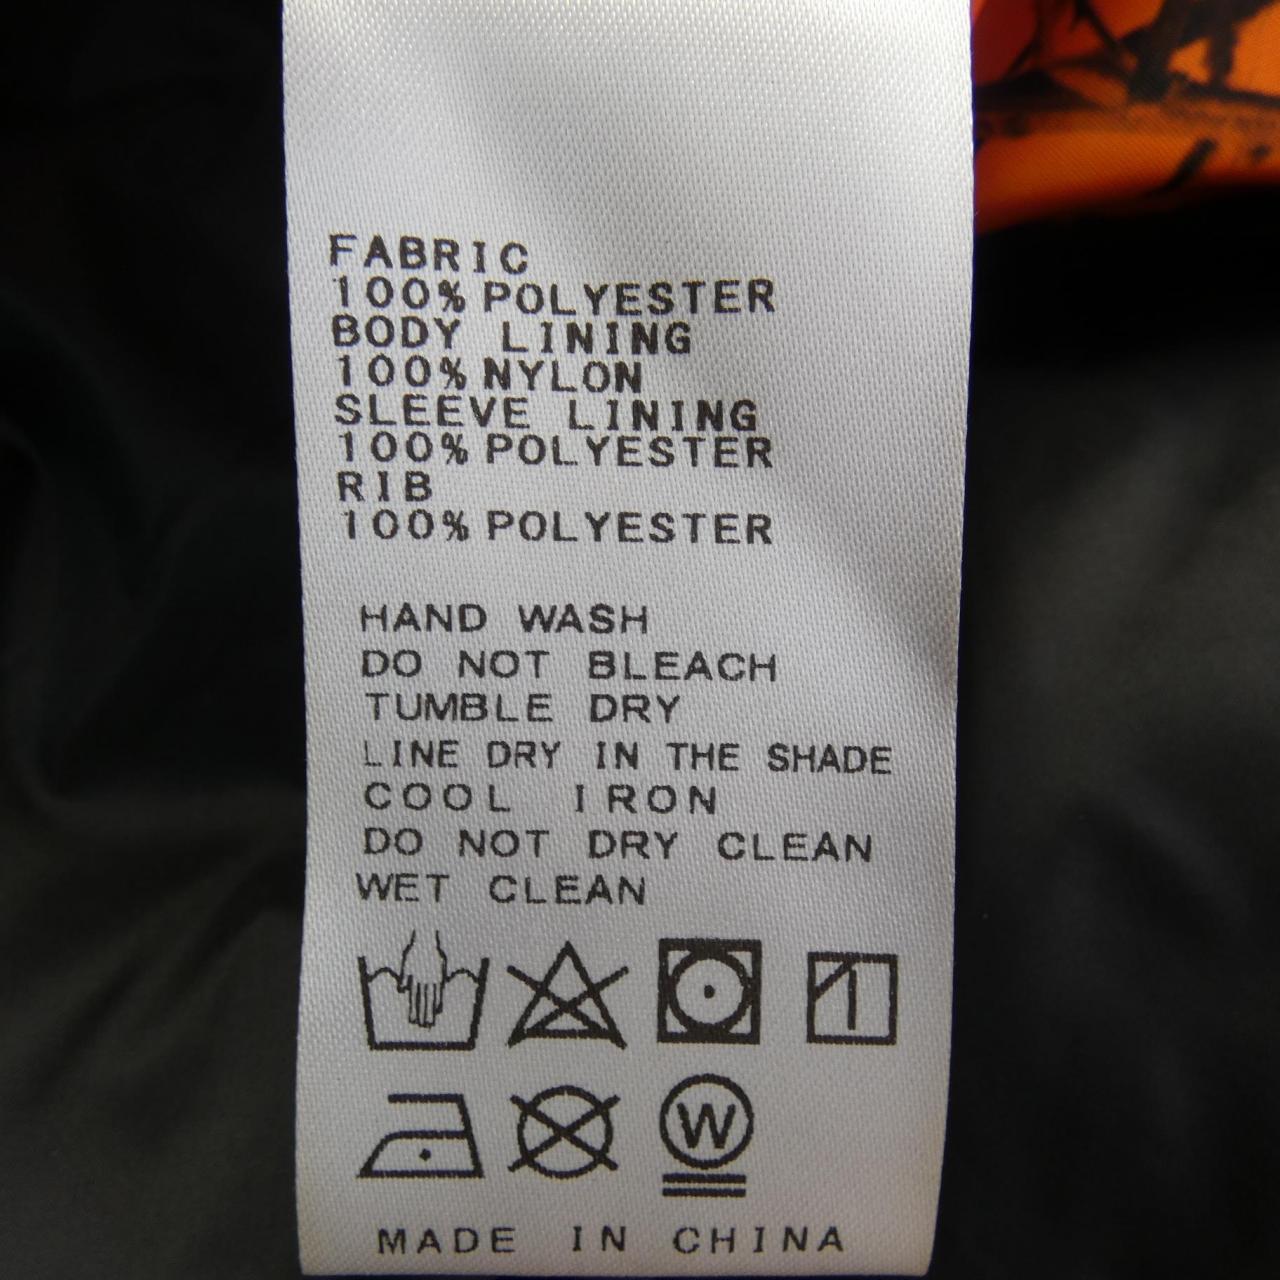 FABRIC
100% POLYESTER
BODY LINING
100% NYLON
SLEEVE LINING
100% POLYESTER
RIB
100% POLYESTER
HAND WASH
DO NOT BLEACH
TUMBLE DRY
LINE DRY IN THE SHADE
COOL IRON
DO NOT DRY CLEAN
WET CLEAN
W
MADE IN CHINA